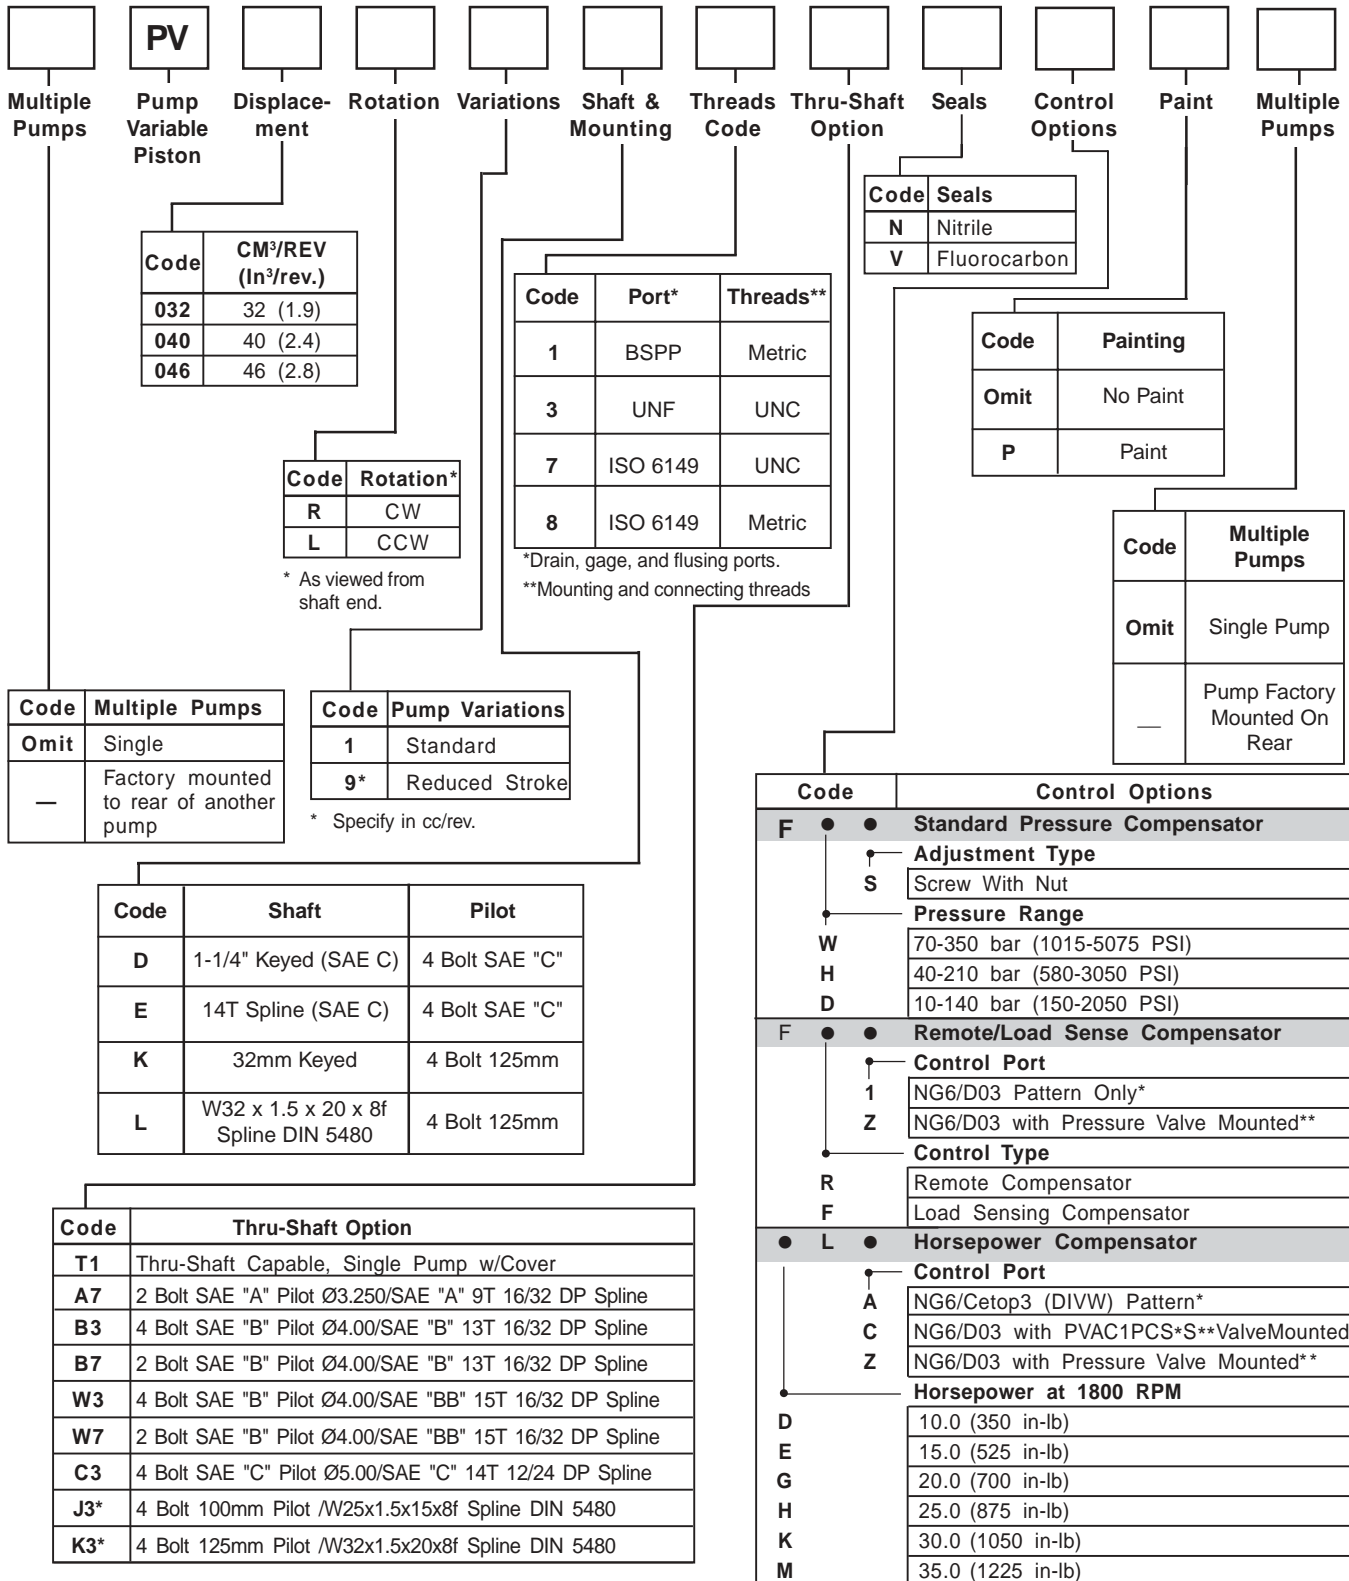 PV
Multiple Pumps
Pump Variable Piston
Displace- ment
Rotation
Variations
Shaft & Mounting
Threads Code
Thru-Shaft Option
Seals
Control Options
Paint
Multiple Pumps
Code Seals
N Nitrile
V Fluorocarbon
Code CM³/REV (In³/rev.)
032 32 (1.9)
040 40 (2.4)
046 46 (2.8)
Code Port* Threads**
1 BSPP Metric
3 UNF UNC
7 ISO 6149 UNC
8 ISO 6149 Metric
*Drain, gage, and flusing ports.
**Mounting and connecting threads
Code Painting
Omit No Paint
P Paint
Code Rotation*
R CW
L CCW
* As viewed from
shaft end.
Code Multiple Pumps
Omit Single Pump
— Pump Factory Mounted On Rear
Code Multiple Pumps
Omit Single
— Factory mounted
to rear of another
pump
Code Pump Variations
1 Standard
9* Reduced Stroke
* Specify in cc/rev.
Code Shaft Pilot
D 1-1/4" Keyed (SAE C) 4 Bolt SAE "C"
E 14T Spline (SAE C) 4 Bolt SAE "C"
K 32mm Keyed 4 Bolt 125mm
L W32 x 1.5 x 20 x 8f Spline DIN 5480 4 Bolt 125mm
Code Thru-Shaft Option
T1 Thru-Shaft Capable, Single Pump w/Cover
A7 2 Bolt SAE "A" Pilot Ø3.250/SAE "A" 9T 16/32 DP Spline
B3 4 Bolt SAE "B" Pilot Ø4.00/SAE "B" 13T 16/32 DP Spline
B7 2 Bolt SAE "B" Pilot Ø4.00/SAE "B" 13T 16/32 DP Spline
W3 4 Bolt SAE "B" Pilot Ø4.00/SAE "BB" 15T 16/32 DP Spline
W7 2 Bolt SAE "B" Pilot Ø4.00/SAE "BB" 15T 16/32 DP Spline
C3 4 Bolt SAE "C" Pilot Ø5.00/SAE "C" 14T 12/24 DP Spline
J3* 4 Bolt 100mm Pilot /W25x1.5x15x8f Spline DIN 5480
K3* 4 Bolt 125mm Pilot /W32x1.5x20x8f Spline DIN 5480
Code Control Options
F ● ● Standard Pressure Compensator
Adjustment Type
S Screw With Nut
Pressure Range
W 70-350 bar (1015-5075 PSI)
H 40-210 bar (580-3050 PSI)
D 10-140 bar (150-2050 PSI)
F ● ● Remote/Load Sense Compensator
Control Port
1 NG6/D03 Pattern Only*
Z NG6/D03 with Pressure Valve Mounted**
Control Type
R Remote Compensator
F Load Sensing Compensator
● L ● Horsepower Compensator
Control Port
A NG6/Cetop3 (DIVW) Pattern*
C NG6/D03 with PVAC1PCS*S**ValveMounted
Z NG6/D03 with Pressure Valve Mounted**
Horsepower at 1800 RPM
D 10.0 (350 in-lb)
E 15.0 (525 in-lb)
G 20.0 (700 in-lb)
H 25.0 (875 in-lb)
K 30.0 (1050 in-lb)
M 35.0 (1225 in-lb)